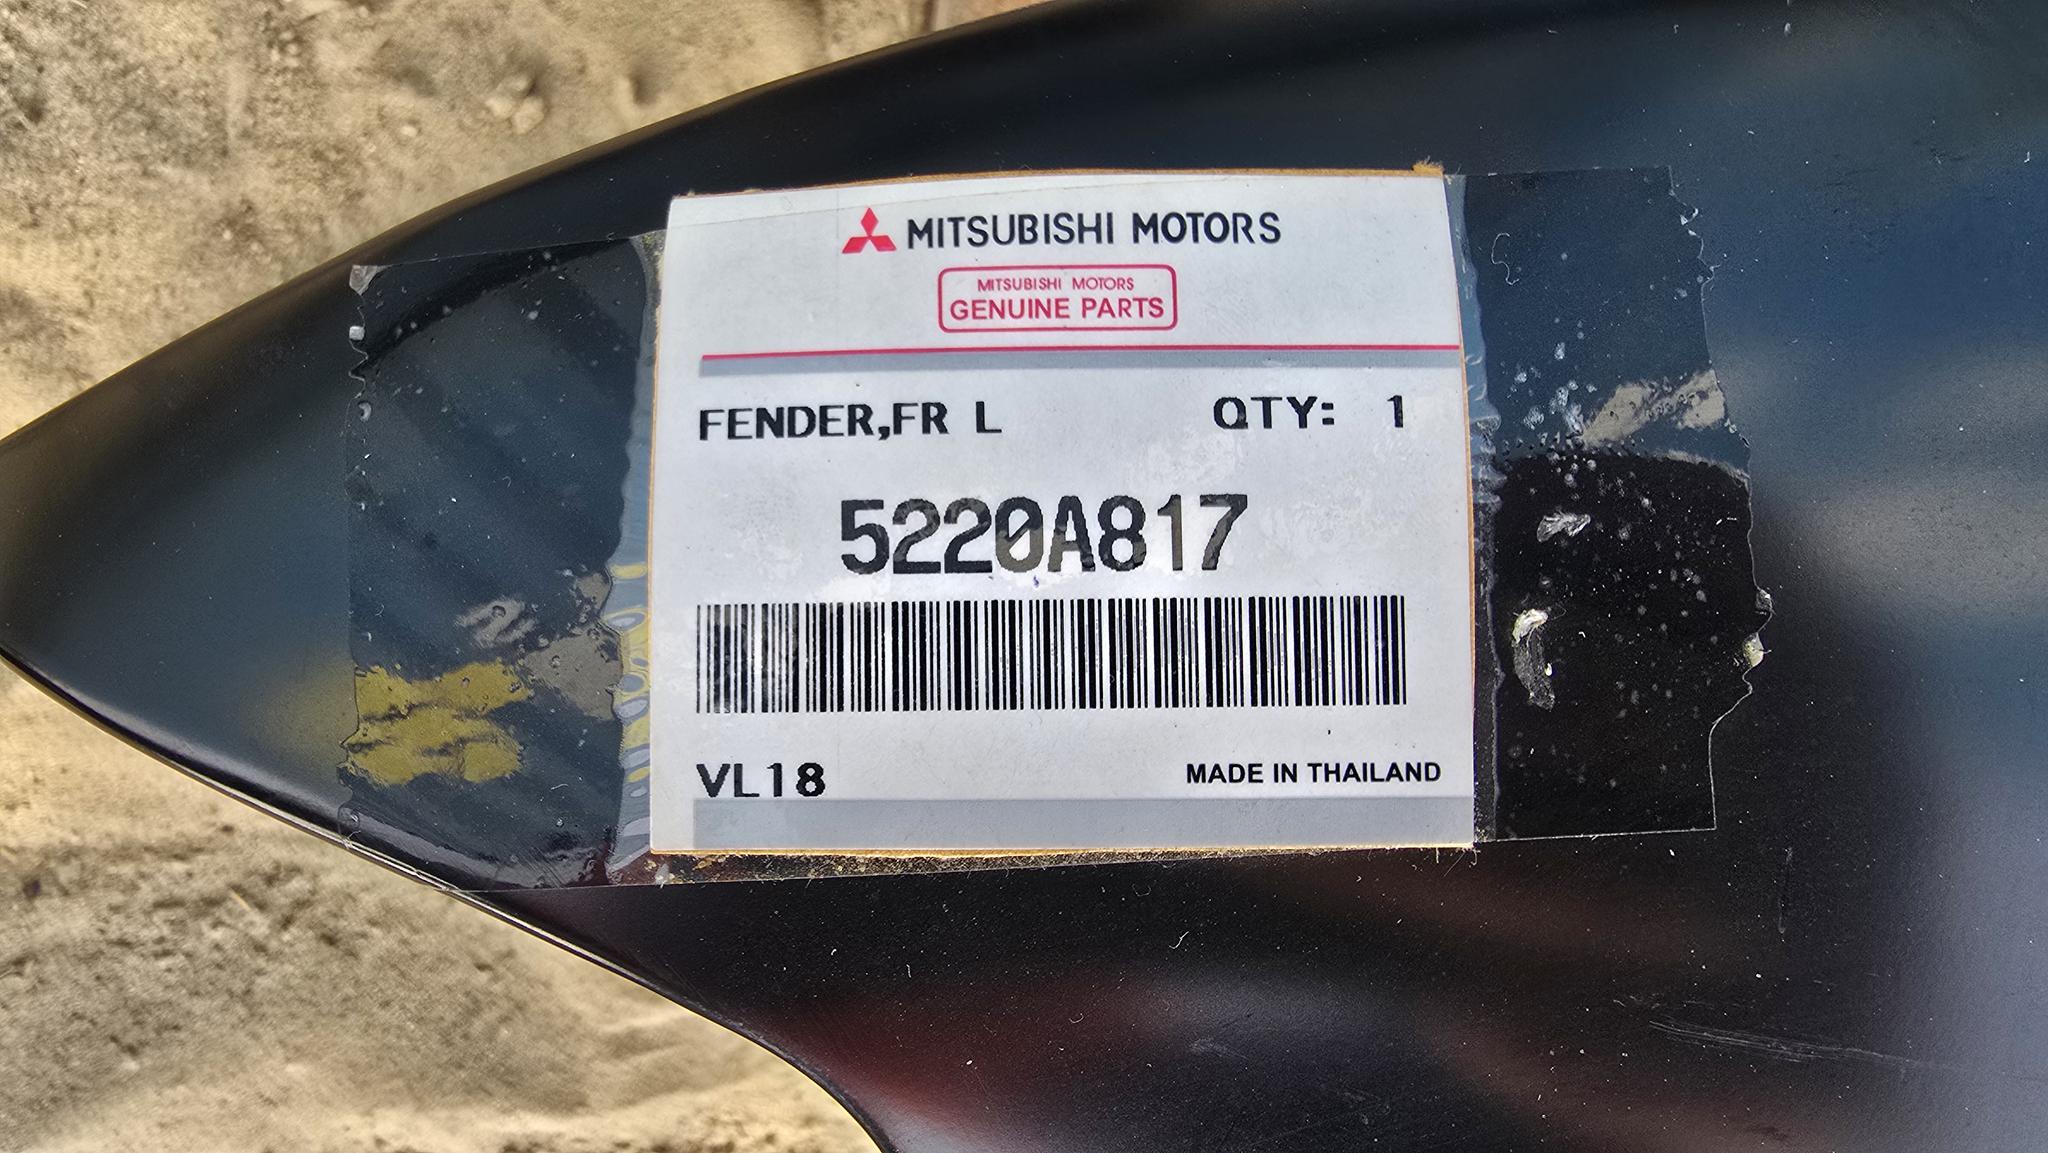 MITSUBISHI MOTORS
MITSUBISHI MOTORS
GENUINE PARTS
FENDER,FR L QTY: 1
5220A817
VL18 MADE IN THAILAND